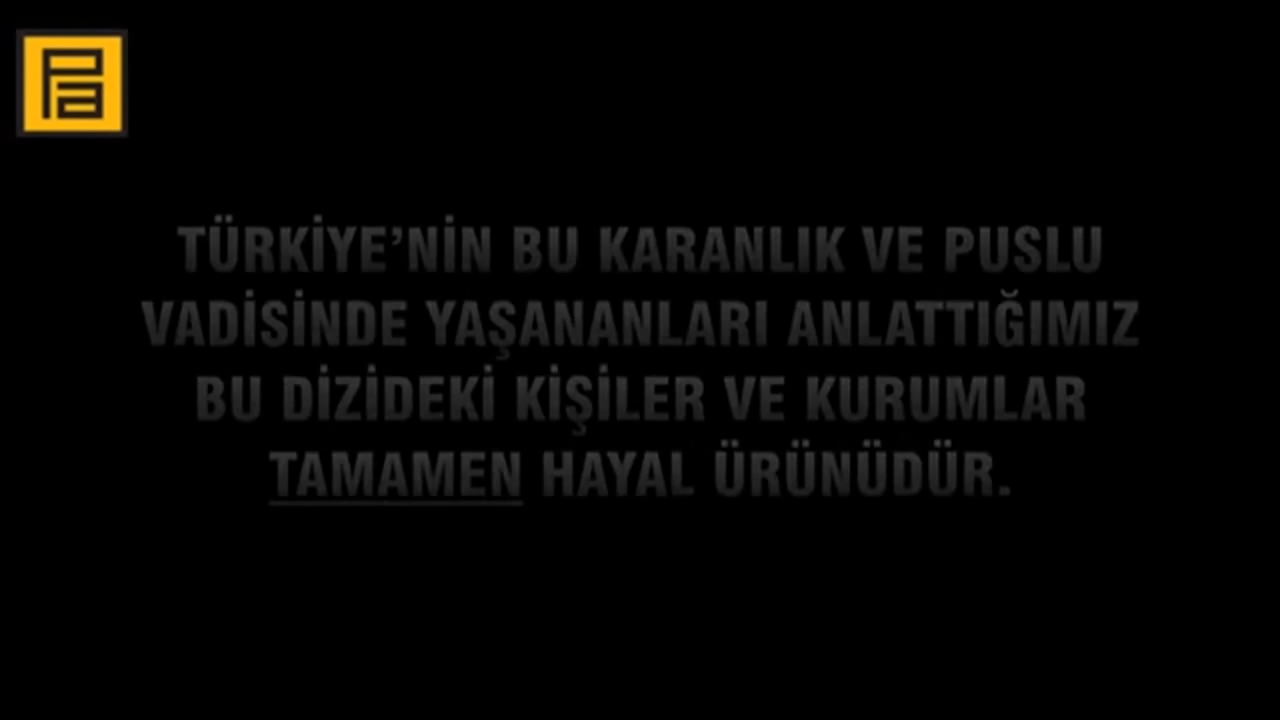 Pa
TÜRKİYE'NİN BU KARANLIK VE PUSLU
VADİSİNDE YAŞANANLARI ANLATTIĞIMIZ
BU DİZİDEKİ KİŞİLER VE KURUMLAR
TAMAMEN HAYAL ÜRÜNÜDÜR.